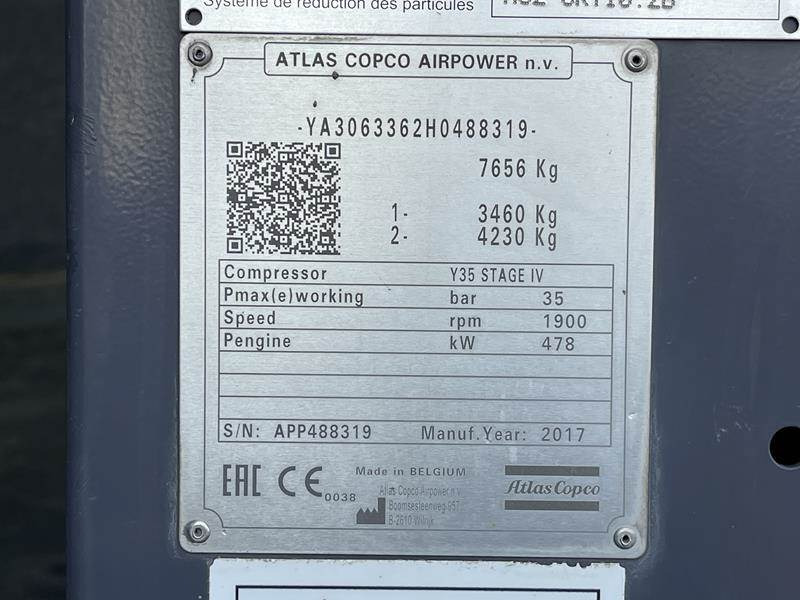 Système de réduction des particules
ATLAS COPCO AIRPOWER n.v.
-YA3063362H0488319-
7656 Kg
1- 3460 Kg
2- 4230 Kg
Compressor Y35 STAGE IV
Pmax(e)working bar 35
Speed rpm 1900
Pengine kW 478
S/N: APP488319 Manuf.Year: 2017
EAC CE 0038
Made in BELGIUM
Atlas Copco Airpower n.v.
Boomsesteenweg 957
B-2610 Wilrijk
Atlas Copco